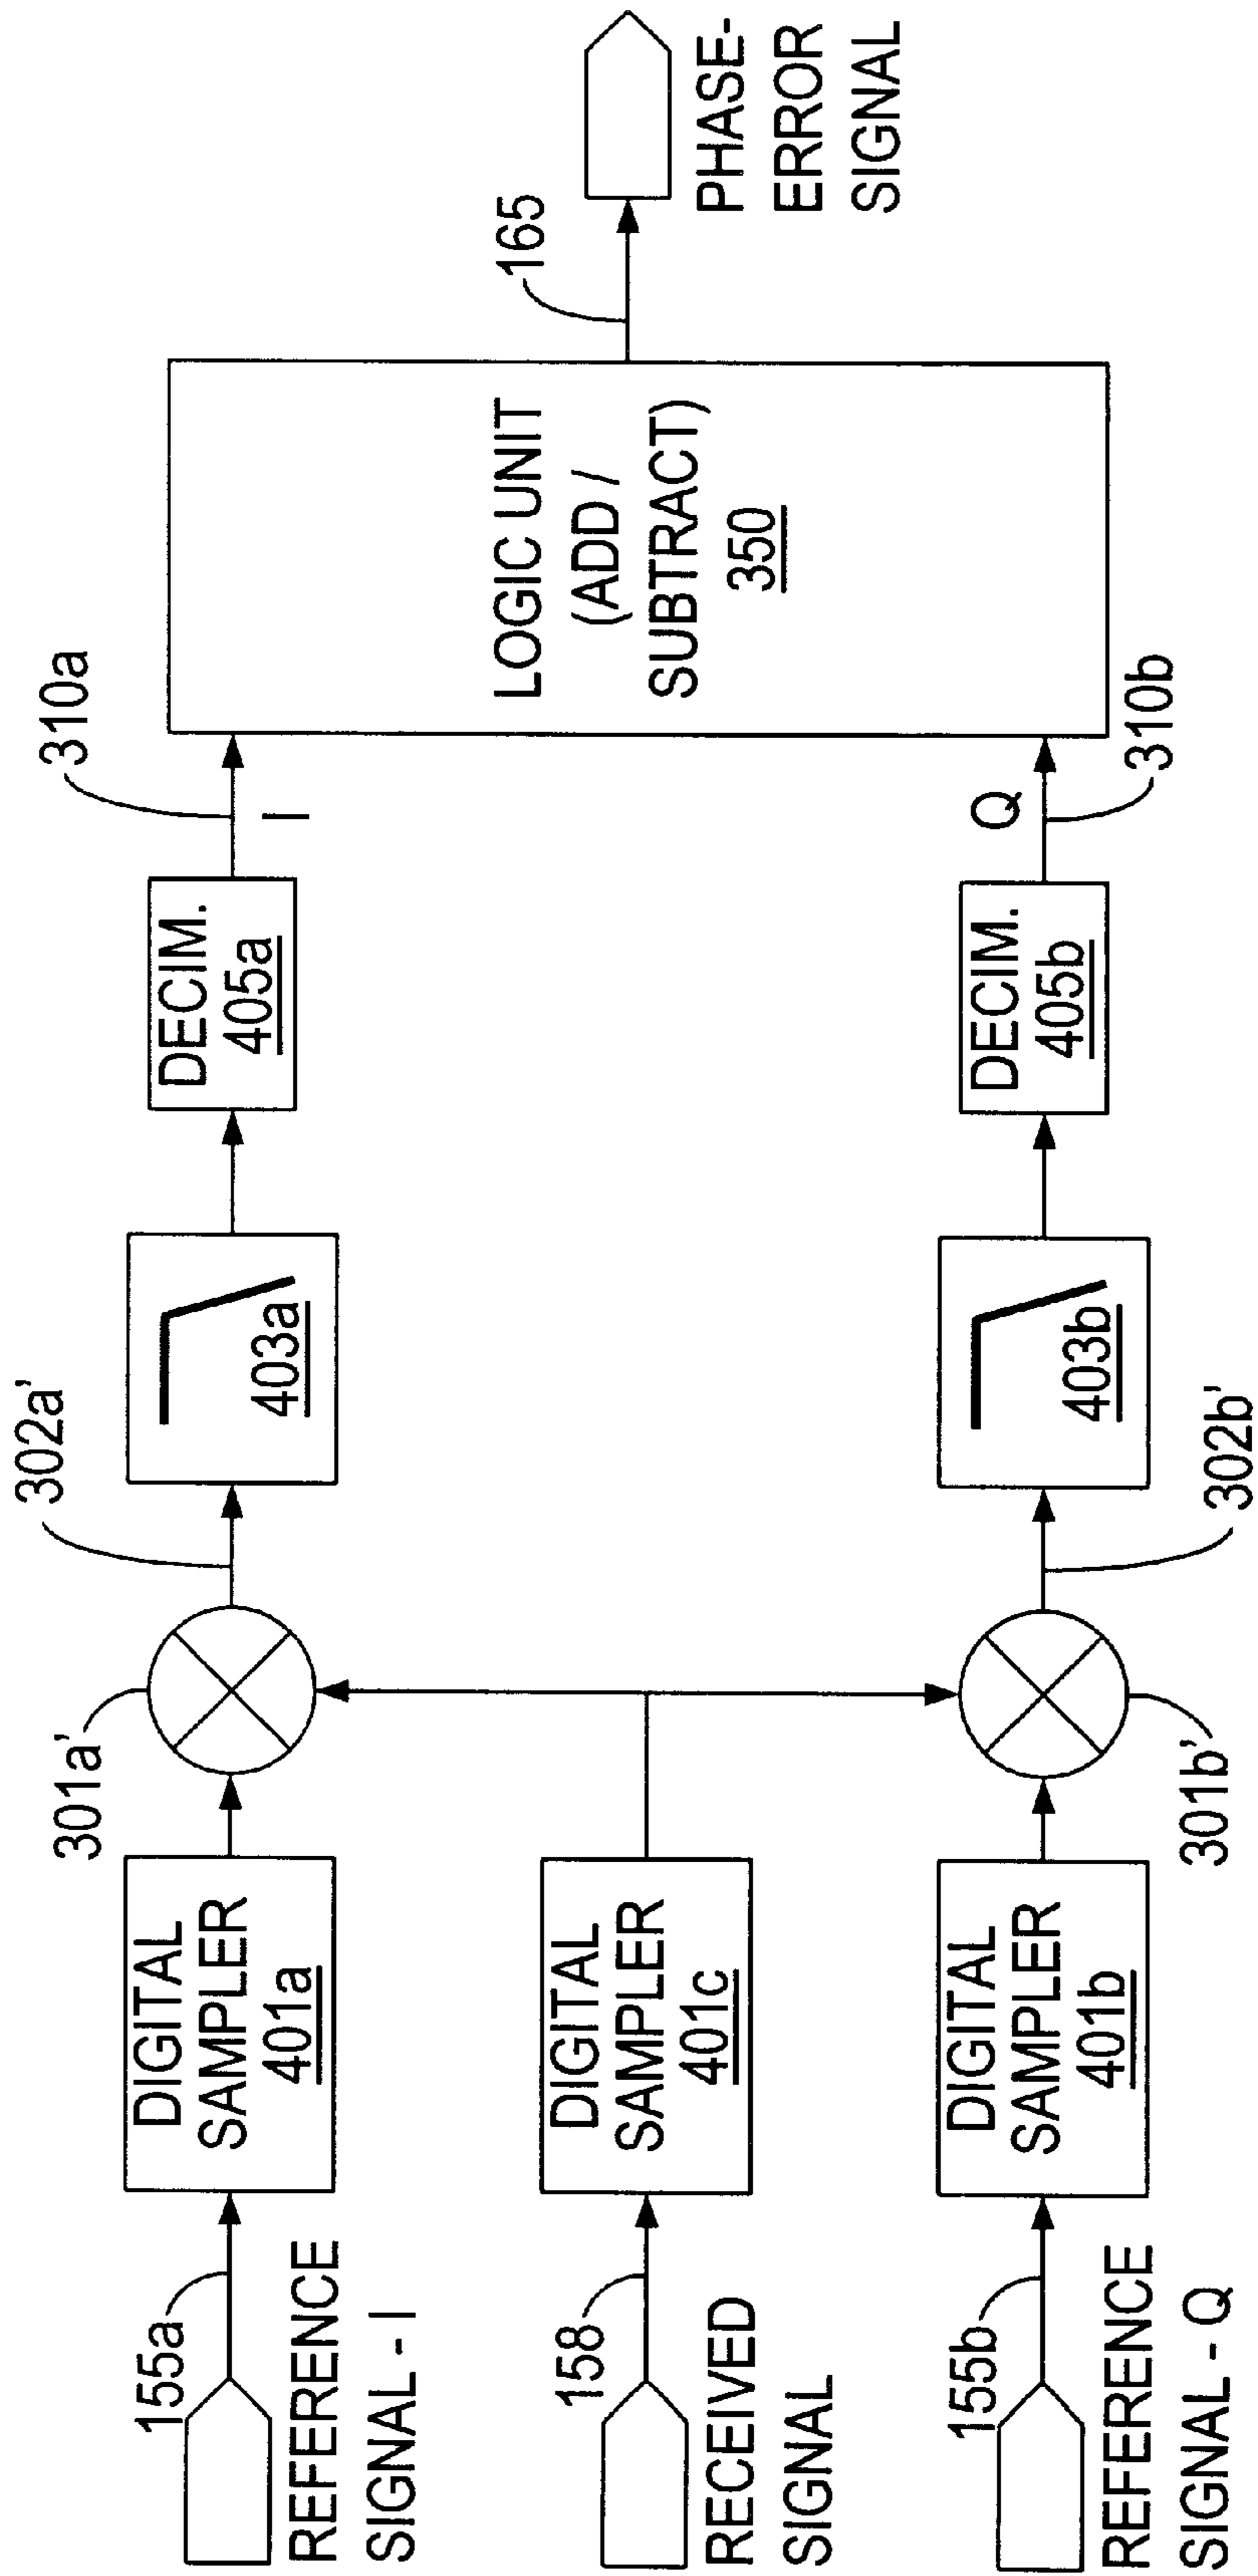 155a
REFERENCE
SIGNAL - I
DIGITAL
SAMPLER
401a
301a'
302a'
403a
DECIM.
405a
310a
I
158
RECEIVED
SIGNAL
DIGITAL
SAMPLER
401c
LOGIC UNIT
(ADD /
SUBTRACT)
350
165
PHASE-
ERROR
SIGNAL
155b
REFERENCE
SIGNAL - Q
DIGITAL
SAMPLER
401b
301b'
302b'
403b
DECIM.
405b
Q
310b